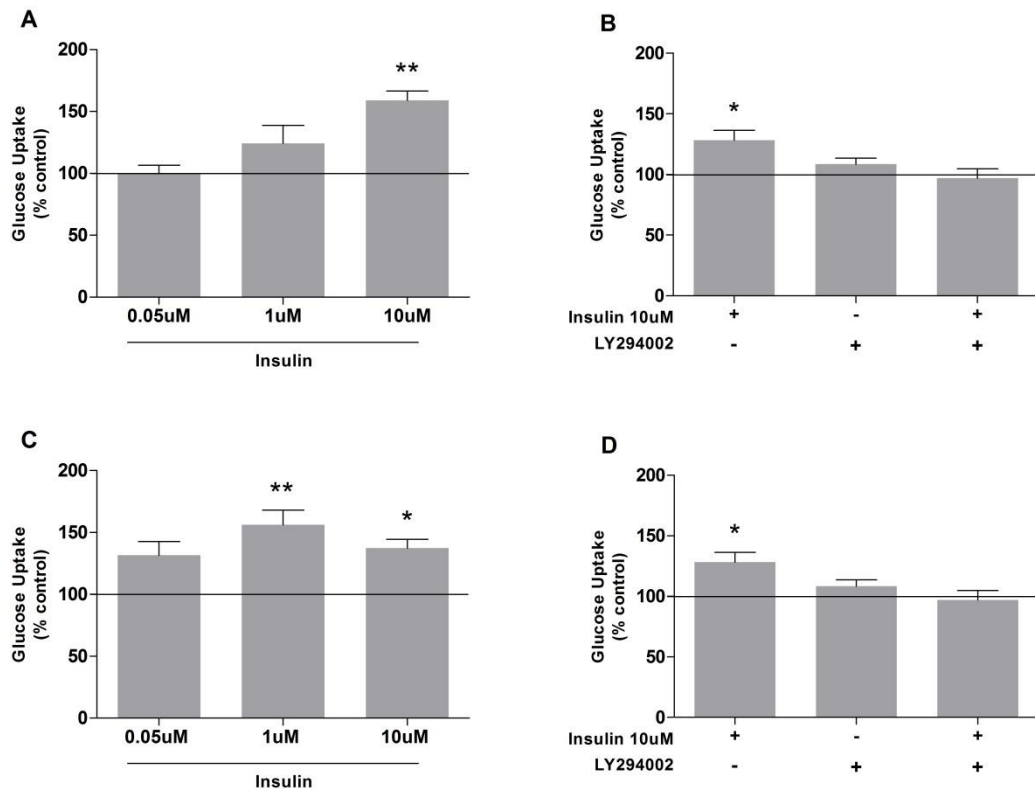 A
Glucose Uptake
(% control)
200
150
100
50
0
**
0.05uM 1uM 10uM
Insulin
B
Glucose Uptake
(% control)
200
150
100
50
0
*
Insulin 10uM + - +
LY294002 - + +
C
Glucose Uptake
(% control)
200
150
100
50
0
** *
0.05uM 1uM 10uM
Insulin
D
Glucose Uptake
(% control)
200
150
100
50
0
*
Insulin 10uM + - +
LY294002 - + +